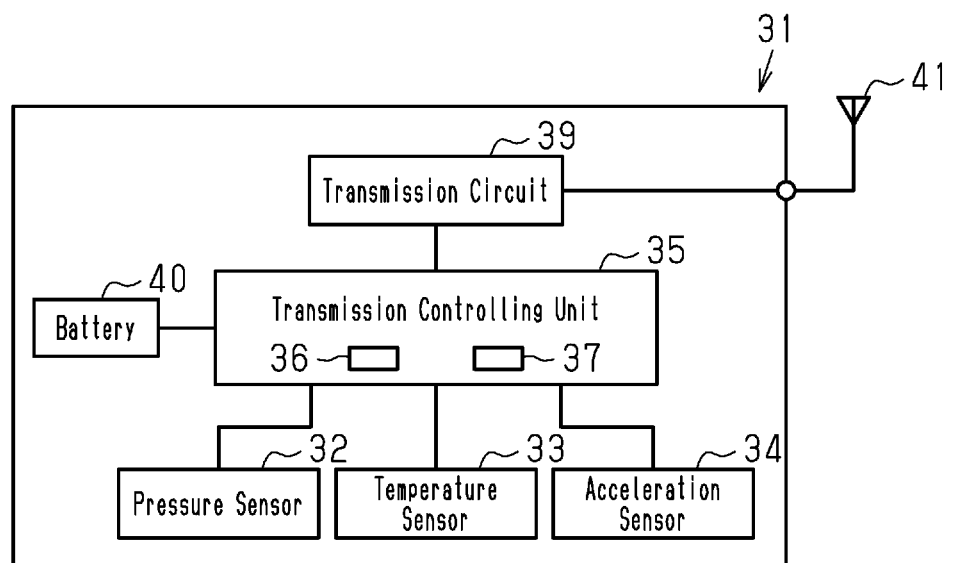 31
41
39
Transmission Circuit
35
40
Transmission Controlling Unit
Battery
36
37
32
33
34
Pressure Sensor
Temperature
Sensor
Acceleration
Sensor